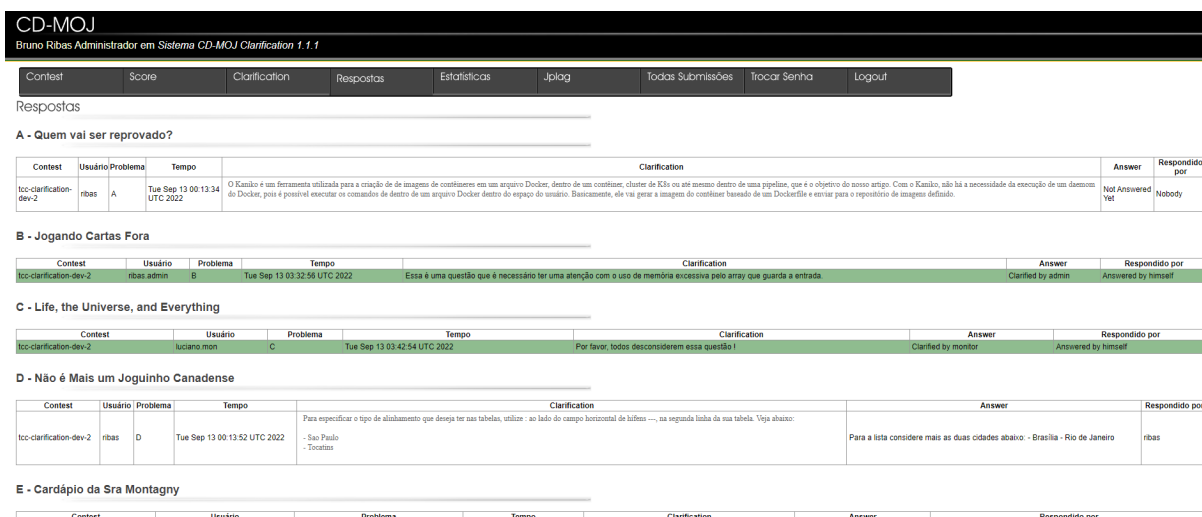 CD-MOJ
Bruno Ribas Administrador em Sistema CD-MOJ Clarification 1.1.1
Contest Score Clarification Respostas Estatisticas Jplag Todas Submissões Trocar Senha Logout
Respostas
A - Quem vai ser reprovado?
Contest Usuário Problema Tempo Clarification Answer Respondido por
tcc-clarification-dev-2 ribas A Tue Sep 13 00:13:34 UTC 2022
O Kaniko é um ferramenta utilizada para a criação de de imagens de contêineres em um arquivo Docker, dentro de um contêiner, cluster de K8s ou até mesmo dentro de uma pipeline, que é o objetivo do nosso artigo. Com o Kaniko, não há a necessidade da execução de um daemom
do Docker, pois é possível executar os comandos de dentro de um arquivo Docker dentro do espaço do usuário. Basicamente, ele vai gerar a imagem do contêiner baseado de um Dockerfile e enviar para o repositório de imagens definido.
Not Answered Yet Nobody
B - Jogando Cartas Fora
Contest Usuário Problema Tempo Clarification Answer Respondido por
tcc-clarification-dev-2 ribas.admin B Tue Sep 13 03:32:56 UTC 2022 Essa é uma questão que é necessário ter uma atenção com o uso de memória excessiva pelo array que guarda a entrada. Clarified by admin Answered by himself
C - Life, the Universe, and Everything
Contest Usuário Problema Tempo Clarification Answer Respondido por
tcc-clarification-dev-2 luciano.mon C Tue Sep 13 03:42:54 UTC 2022 Por favor, todos desconsiderem essa questão ! Clarified by monitor Answered by himself
D - Não é Mais um Joguinho Canadense
Contest Usuário Problema Tempo Clarification Answer Respondido por
Para especificar o tipo de alinhamento que deseja ter nas tabelas, utilize : ao lado do campo horizontal de hífens ---, na segunda linha da sua tabela. Veja abaixo:
tcc-clarification-dev-2 ribas D Tue Sep 13 00:13:52 UTC 2022 - Sao Paulo Para a lista considere mais as duas cidades abaixo: - Brasília - Rio de Janeiro ribas
- Tocatins
E - Cardápio da Sra Montagny
Contest Usuário Problema Tempo Clarification Answer Respondido por